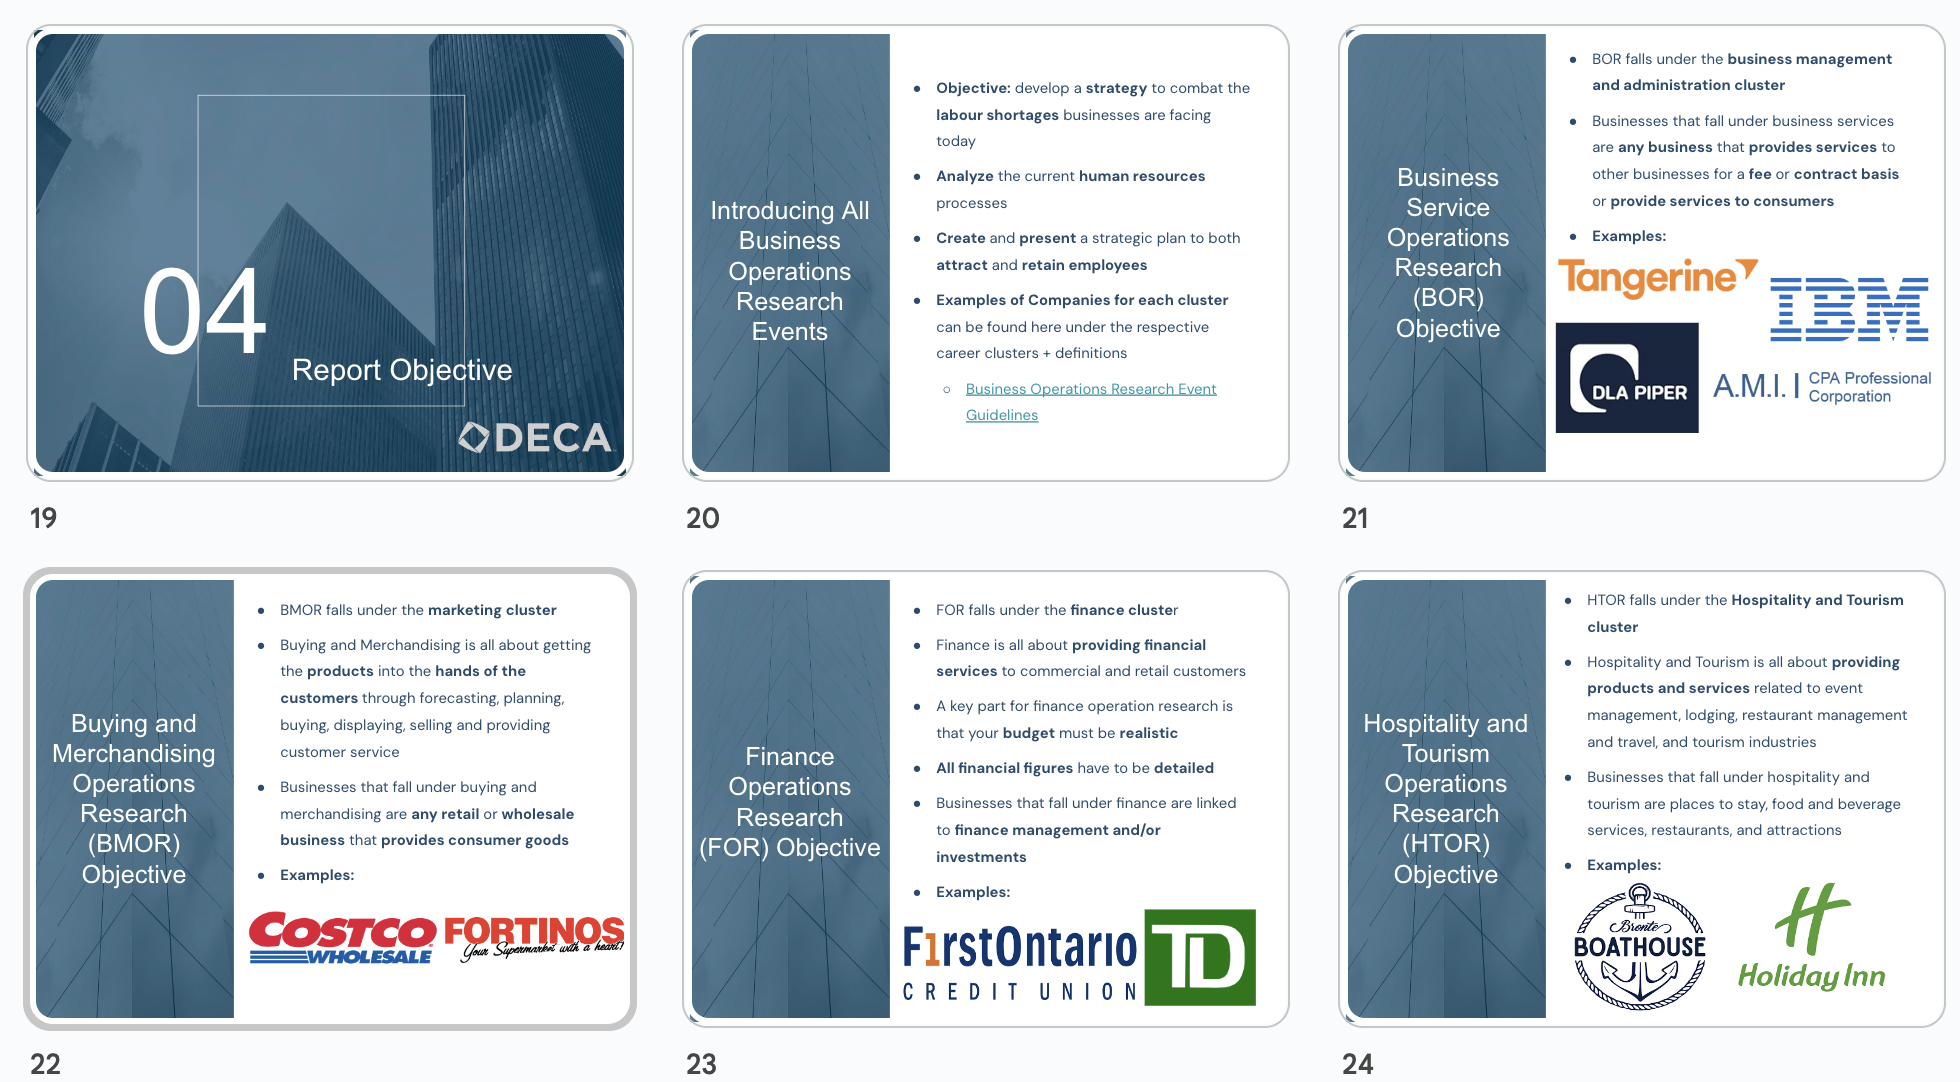 04
Report Objective
DECA
19
Introducing All
Business
Operations
Research
Events
● Objective: develop a strategy to combat the
labour shortages businesses are facing
today
● Analyze the current human resources
processes
● Create and present a strategic plan to both
attract and retain employees
● Examples of Companies for each cluster
can be found here under the respective
career clusters + definitions
○ Business Operations Research Event
Guidelines
20
Business
Service
Operations
Research
(BOR)
Objective
● BOR falls under the business management
and administration cluster
● Businesses that fall under business services
are any business that provides services to
other businesses for a fee or contract basis
or provide services to consumers
● Examples:
Tangerine
IBM
DLA PIPER
A.M.I. | CPA Professional
Corporation
21
Buying and
Merchandising
Operations
Research
(BMOR)
Objective
● BMOR falls under the marketing cluster
● Buying and Merchandising is all about getting
the products into the hands of the
customers through forecasting, planning,
buying, displaying, selling and providing
customer service
● Businesses that fall under buying and
merchandising are any retail or wholesale
business that provides consumer goods
● Examples:
COSTCO
WHOLESALE
FORTINOS
Your Supermarket with a heart!
22
Finance
Operations
Research
(FOR) Objective
● FOR falls under the finance cluster
● Finance is all about providing financial
services to commercial and retail customers
● A key part for finance operation research is
that your budget must be realistic
● All financial figures have to be detailed
● Businesses that fall under finance are linked
to finance management and/or
investments
● Examples:
F1rstOntario
CREDIT UNION
TD
23
Hospitality and
Tourism
Operations
Research
(HTOR)
Objective
● HTOR falls under the Hospitality and Tourism
cluster
● Hospitality and Tourism is all about providing
products and services related to event
management, lodging, restaurant management
and travel, and tourism industries
● Businesses that fall under hospitality and
tourism are places to stay, food and beverage
services, restaurants, and attractions
● Examples:
Bronte
BOATHOUSE
H
Holiday Inn
24